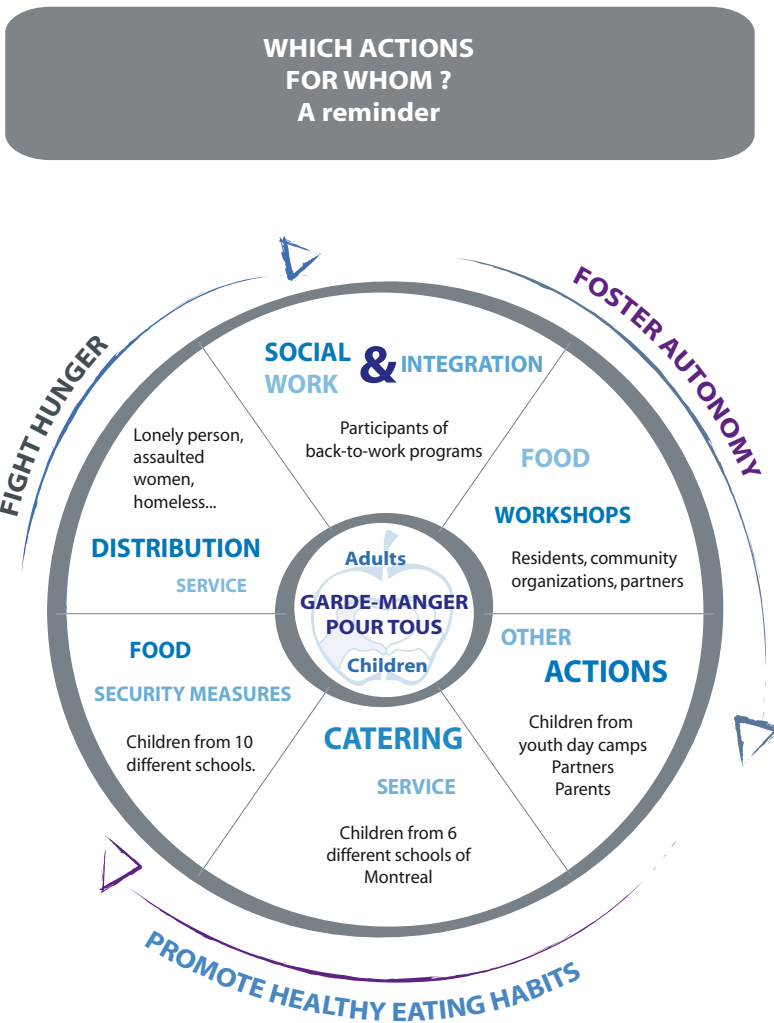 WHICH ACTIONS
FOR WHOM ?
A reminder
FIGHT HUNGER
FOSTER AUTONOMY
SOCIAL
WORK
& INTEGRATION
Participants of
back-to-work programs
FOOD
WORKSHOPS
Residents, community
organizations, partners
OTHER
ACTIONS
Children from
youth day camps
Partners
Parents
CATERING
SERVICE
Children from 6
different schools of
Montreal
FOOD
SECURITY MEASURES
Children from 10
different schools.
Lonely person,
assaulted
women,
homeless...
DISTRIBUTION
SERVICE
Adults
GARDE-MANGER
POUR TOUS
Children
PROMOTE HEALTHY EATING HABITS